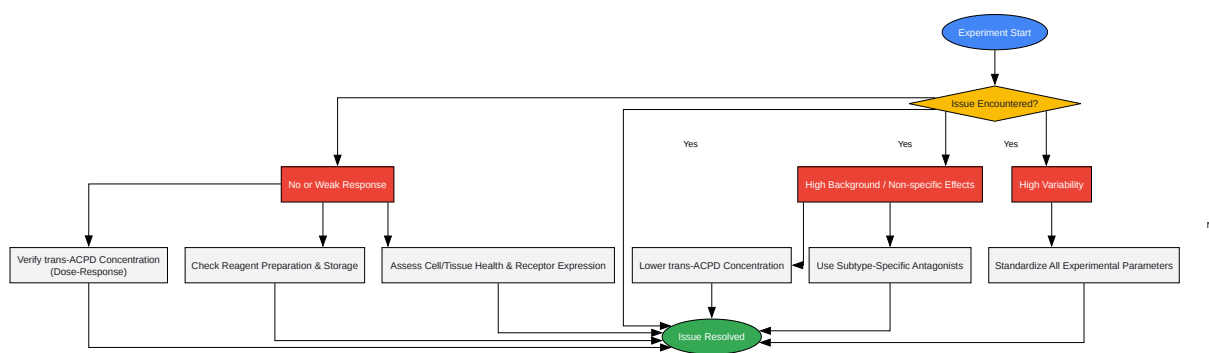 Experiment Start
Issue Encountered?
Yes
Yes
Yes
No or Weak Response
High Background / Non-specific Effects
High Variability
Verify trans-ACPD Concentration
(Dose-Response)
Check Reagent Preparation & Storage
Assess Cell/Tissue Health & Receptor Expression
Lower trans-ACPD Concentration
Use Subtype-Specific Antagonists
Standardize All Experimental Parameters
Issue Resolved